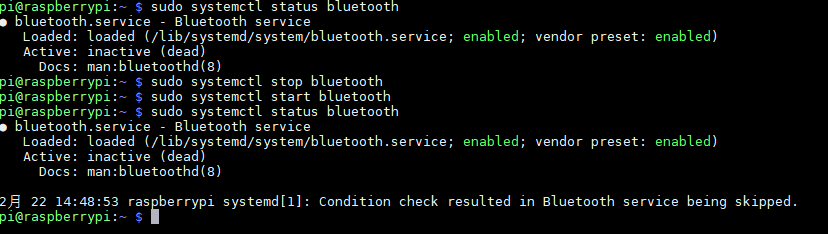 pi@raspberrypi:~ $ sudo systemctl status bluetooth
● bluetooth.service - Bluetooth service
   Loaded: loaded (/lib/systemd/system/bluetooth.service; enabled; vendor preset: enabled)
   Active: inactive (dead)
     Docs: man:bluetoothd(8)
pi@raspberrypi:~ $ sudo systemctl stop bluetooth
pi@raspberrypi:~ $ sudo systemctl start bluetooth
pi@raspberrypi:~ $ sudo systemctl status bluetooth
● bluetooth.service - Bluetooth service
   Loaded: loaded (/lib/systemd/system/bluetooth.service; enabled; vendor preset: enabled)
   Active: inactive (dead)
     Docs: man:bluetoothd(8)

2月 22 14:48:53 raspberrypi systemd[1]: Condition check resulted in Bluetooth service being skipped.
pi@raspberrypi:~ $